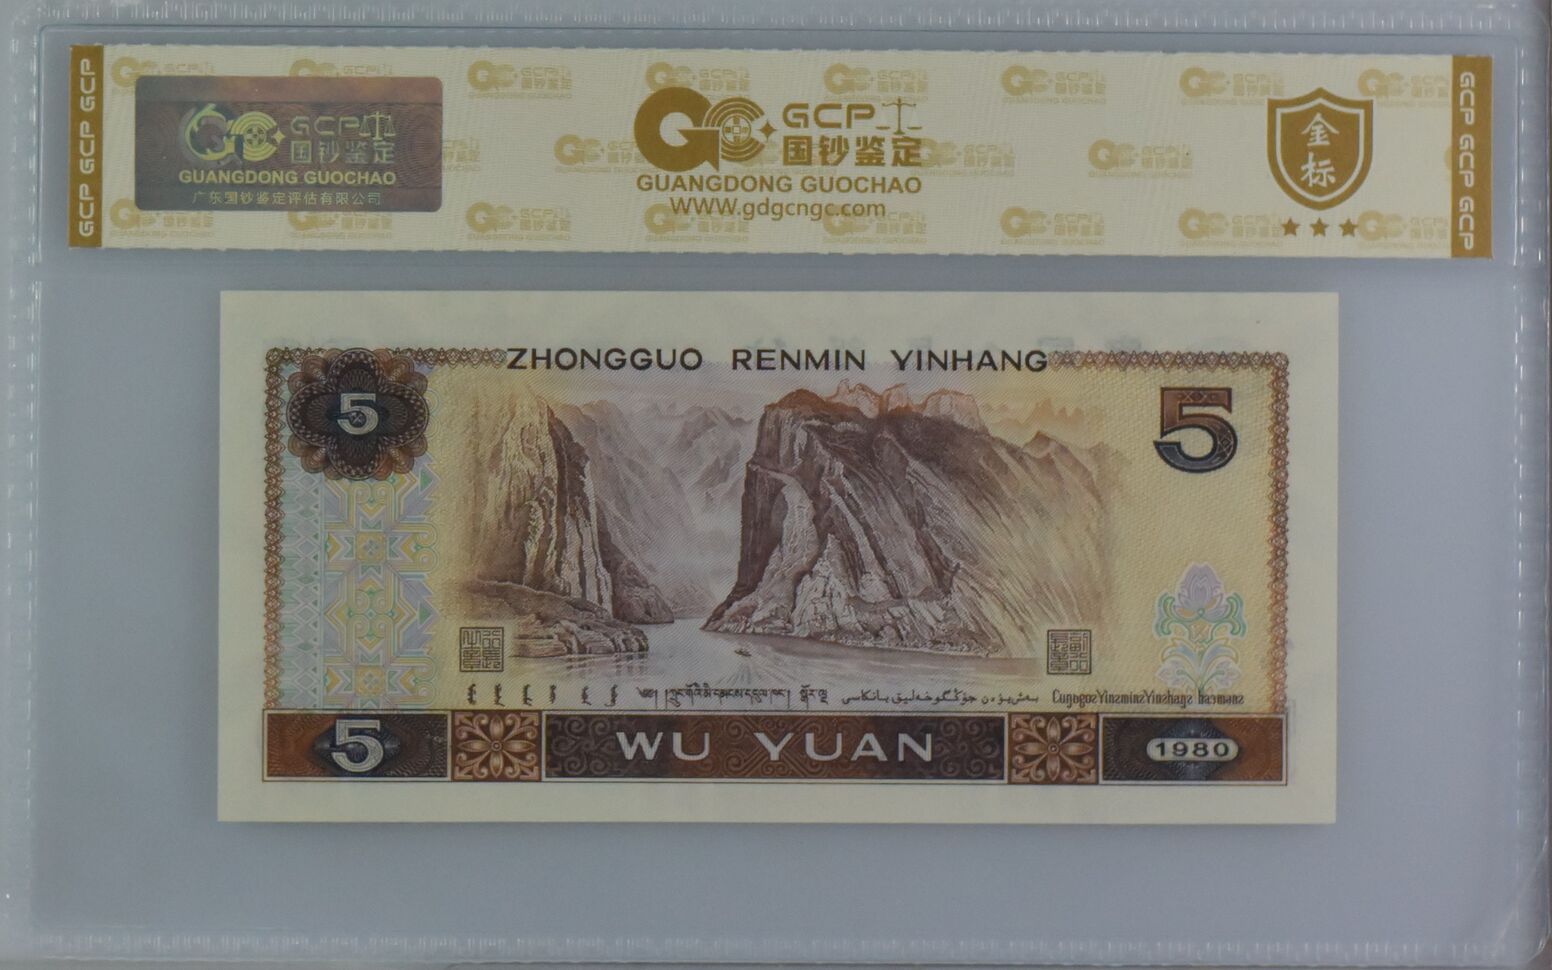 GCP GCP GCP
GCP 国钞鉴定
GUANGDONG GUOCHAO
广东国钞鉴定评估有限公司
GCP
国钞鉴定
GUANGDONG GUOCHAO
WWW.gdgcngc.com
金标
GCP GCP GCP
ZHONGGUO RENMIN YINHANG
5
5
5
WU YUAN
1980